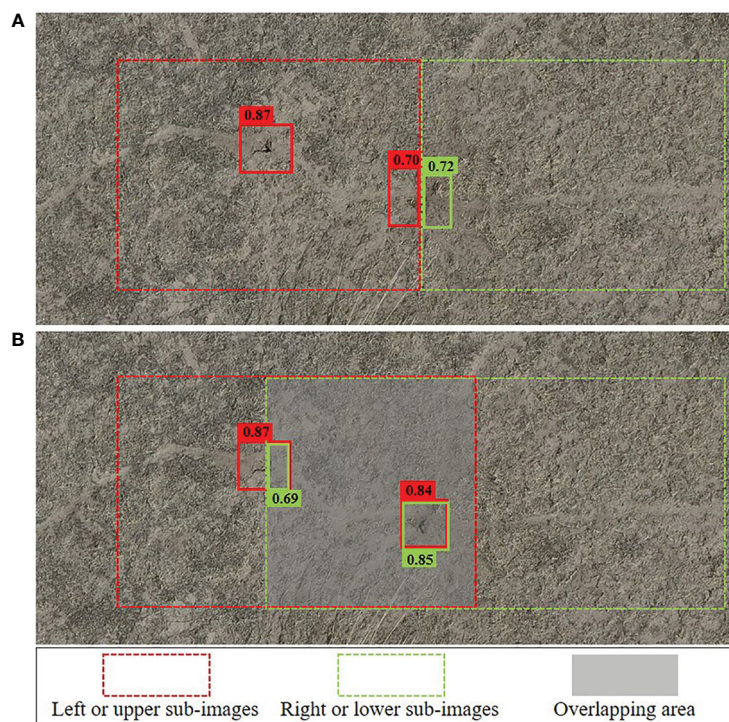 A
0.87
0.70
0.72
B
0.87
0.69
0.84
0.85
Left or upper sub-images
Right or lower sub-images
Overlapping area